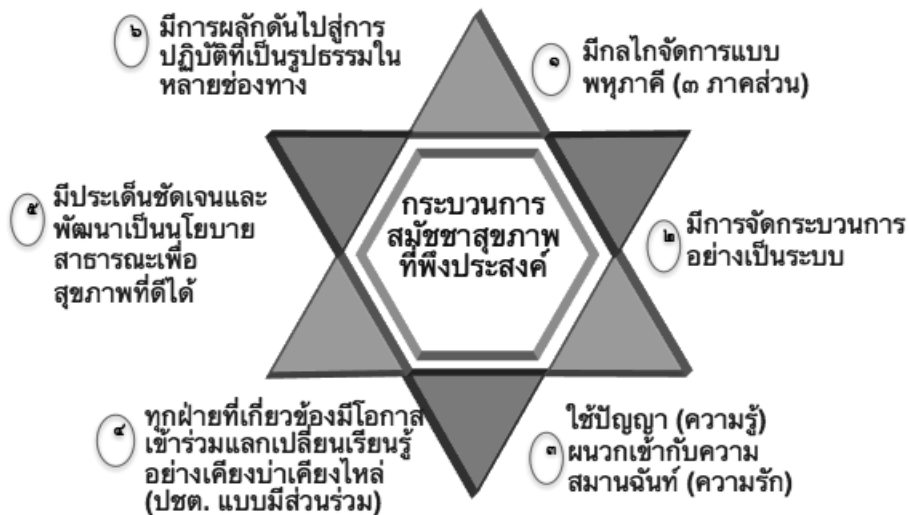 กระบวนการ
สมัชชาสุขภาพ
ที่พึงประสงค์
๑
มีกลไกจัดการแบบ
พหุภาคี (๓ ภาคส่วน)
๒
มีการจัดกระบวนการ
อย่างเป็นระบบ
๓
ใช้ปัญญา (ความรู้)
ผนวกเข้ากับความ
สมานฉันท์ (ความรัก)
๔
ทุกฝ่ายที่เกี่ยวข้องมีโอกาส
เข้าร่วมแลกเปลี่ยนเรียนรู้
อย่างเคียงบ่าเคียงไหล่
(ปชต. แบบมีส่วนร่วม)
๕
มีประเด็นชัดเจนและ
พัฒนาเป็นนโยบาย
สาธารณะเพื่อ
สุขภาพที่ดีได้
๖
มีการผลักดันไปสู่การ
ปฏิบัติที่เป็นรูปธรรมใน
หลายช่องทาง